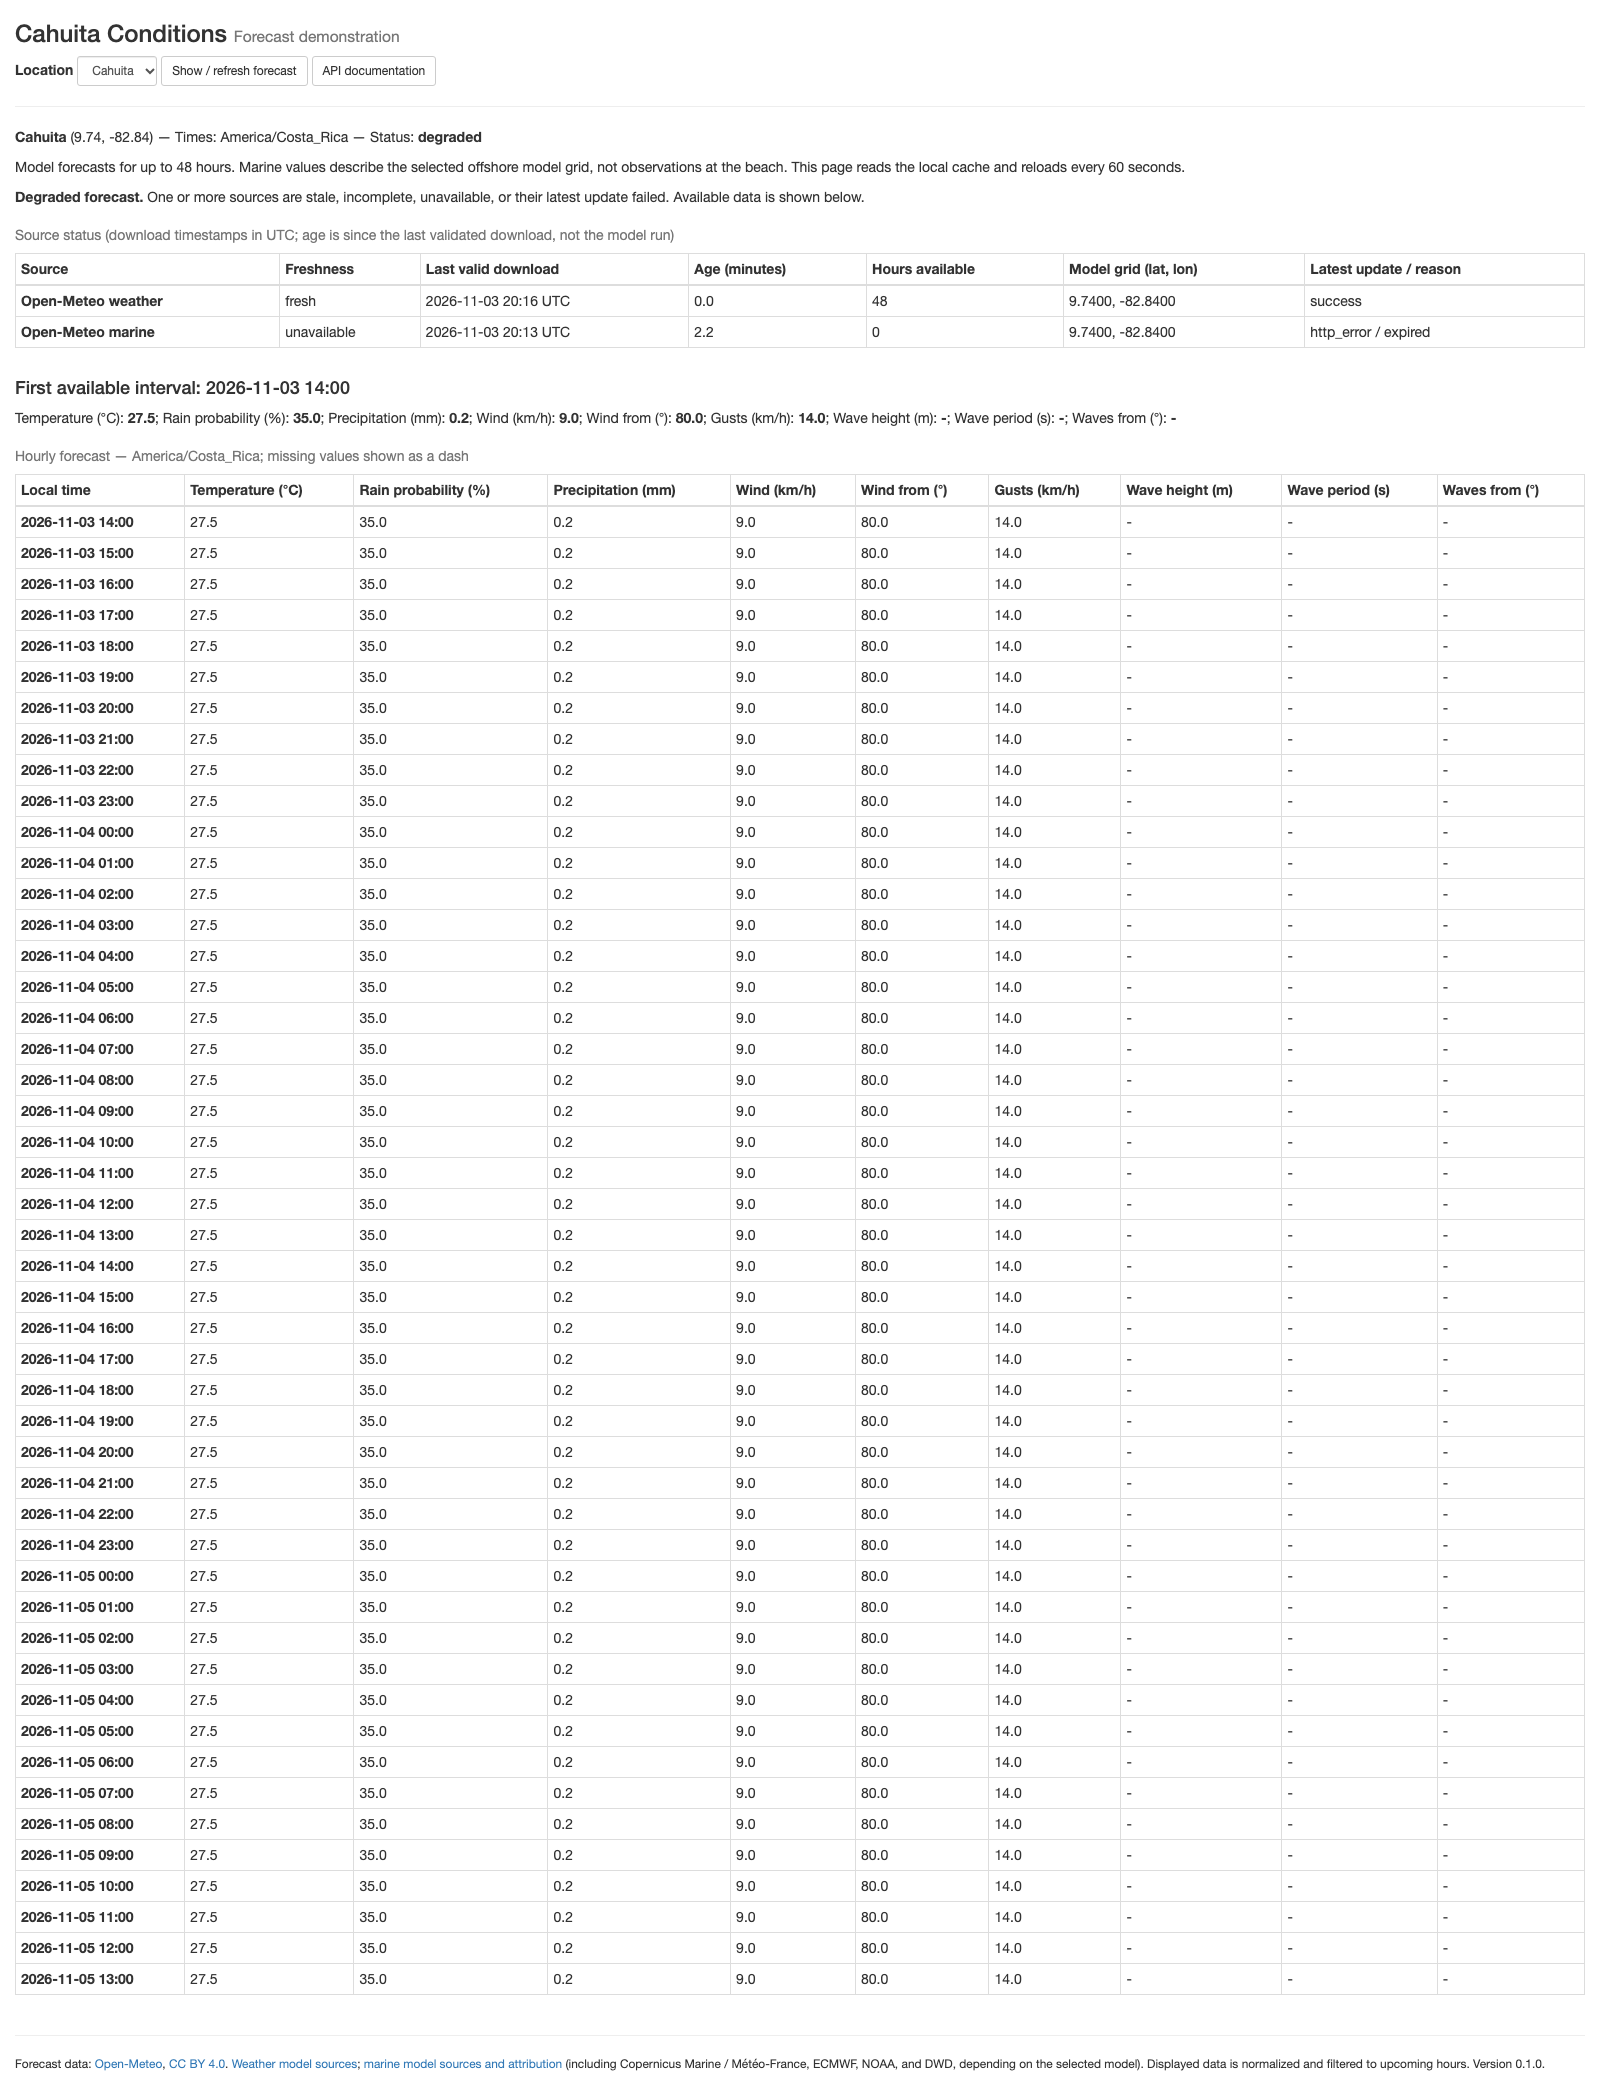 Cahuita Conditions Forecast demonstration
Location Cahuita Show / refresh forecast API documentation
Cahuita (9.74, -82.84) — Times: America/Costa_Rica — Status: degraded
Model forecasts for up to 48 hours. Marine values describe the selected offshore model grid, not observations at the beach. This page reads the local cache and reloads every 60 seconds.
Degraded forecast. One or more sources are stale, incomplete, unavailable, or their latest update failed. Available data is shown below.
Source status (download timestamps in UTC; age is since the last validated download, not the model run)
Source Freshness Last valid download Age (minutes) Hours available Model grid (lat, lon) Latest update / reason
Open-Meteo weather fresh 2026-11-03 20:16 UTC 0.0 48 9.7400, -82.8400 success
Open-Meteo marine unavailable 2026-11-03 20:13 UTC 2.2 0 9.7400, -82.8400 http_error / expired
First available interval: 2026-11-03 14:00
Temperature (°C): 27.5; Rain probability (%): 35.0; Precipitation (mm): 0.2; Wind (km/h): 9.0; Wind from (°): 80.0; Gusts (km/h): 14.0; Wave height (m): -; Wave period (s): -; Waves from (°): -
Hourly forecast — America/Costa_Rica; missing values shown as a dash
Local time Temperature (°C) Rain probability (%) Precipitation (mm) Wind (km/h) Wind from (°) Gusts (km/h) Wave height (m) Wave period (s) Waves from (°)
2026-11-03 14:00 27.5 35.0 0.2 9.0 80.0 14.0 - - -
2026-11-03 15:00 27.5 35.0 0.2 9.0 80.0 14.0 - - -
2026-11-03 16:00 27.5 35.0 0.2 9.0 80.0 14.0 - - -
2026-11-03 17:00 27.5 35.0 0.2 9.0 80.0 14.0 - - -
2026-11-03 18:00 27.5 35.0 0.2 9.0 80.0 14.0 - - -
2026-11-03 19:00 27.5 35.0 0.2 9.0 80.0 14.0 - - -
2026-11-03 20:00 27.5 35.0 0.2 9.0 80.0 14.0 - - -
2026-11-03 21:00 27.5 35.0 0.2 9.0 80.0 14.0 - - -
2026-11-03 22:00 27.5 35.0 0.2 9.0 80.0 14.0 - - -
2026-11-03 23:00 27.5 35.0 0.2 9.0 80.0 14.0 - - -
2026-11-04 00:00 27.5 35.0 0.2 9.0 80.0 14.0 - - -
2026-11-04 01:00 27.5 35.0 0.2 9.0 80.0 14.0 - - -
2026-11-04 02:00 27.5 35.0 0.2 9.0 80.0 14.0 - - -
2026-11-04 03:00 27.5 35.0 0.2 9.0 80.0 14.0 - - -
2026-11-04 04:00 27.5 35.0 0.2 9.0 80.0 14.0 - - -
2026-11-04 05:00 27.5 35.0 0.2 9.0 80.0 14.0 - - -
2026-11-04 06:00 27.5 35.0 0.2 9.0 80.0 14.0 - - -
2026-11-04 07:00 27.5 35.0 0.2 9.0 80.0 14.0 - - -
2026-11-04 08:00 27.5 35.0 0.2 9.0 80.0 14.0 - - -
2026-11-04 09:00 27.5 35.0 0.2 9.0 80.0 14.0 - - -
2026-11-04 10:00 27.5 35.0 0.2 9.0 80.0 14.0 - - -
2026-11-04 11:00 27.5 35.0 0.2 9.0 80.0 14.0 - - -
2026-11-04 12:00 27.5 35.0 0.2 9.0 80.0 14.0 - - -
2026-11-04 13:00 27.5 35.0 0.2 9.0 80.0 14.0 - - -
2026-11-04 14:00 27.5 35.0 0.2 9.0 80.0 14.0 - - -
2026-11-04 15:00 27.5 35.0 0.2 9.0 80.0 14.0 - - -
2026-11-04 16:00 27.5 35.0 0.2 9.0 80.0 14.0 - - -
2026-11-04 17:00 27.5 35.0 0.2 9.0 80.0 14.0 - - -
2026-11-04 18:00 27.5 35.0 0.2 9.0 80.0 14.0 - - -
2026-11-04 19:00 27.5 35.0 0.2 9.0 80.0 14.0 - - -
2026-11-04 20:00 27.5 35.0 0.2 9.0 80.0 14.0 - - -
2026-11-04 21:00 27.5 35.0 0.2 9.0 80.0 14.0 - - -
2026-11-04 22:00 27.5 35.0 0.2 9.0 80.0 14.0 - - -
2026-11-04 23:00 27.5 35.0 0.2 9.0 80.0 14.0 - - -
2026-11-05 00:00 27.5 35.0 0.2 9.0 80.0 14.0 - - -
2026-11-05 01:00 27.5 35.0 0.2 9.0 80.0 14.0 - - -
2026-11-05 02:00 27.5 35.0 0.2 9.0 80.0 14.0 - - -
2026-11-05 03:00 27.5 35.0 0.2 9.0 80.0 14.0 - - -
2026-11-05 04:00 27.5 35.0 0.2 9.0 80.0 14.0 - - -
2026-11-05 05:00 27.5 35.0 0.2 9.0 80.0 14.0 - - -
2026-11-05 06:00 27.5 35.0 0.2 9.0 80.0 14.0 - - -
2026-11-05 07:00 27.5 35.0 0.2 9.0 80.0 14.0 - - -
2026-11-05 08:00 27.5 35.0 0.2 9.0 80.0 14.0 - - -
2026-11-05 09:00 27.5 35.0 0.2 9.0 80.0 14.0 - - -
2026-11-05 10:00 27.5 35.0 0.2 9.0 80.0 14.0 - - -
2026-11-05 11:00 27.5 35.0 0.2 9.0 80.0 14.0 - - -
2026-11-05 12:00 27.5 35.0 0.2 9.0 80.0 14.0 - - -
2026-11-05 13:00 27.5 35.0 0.2 9.0 80.0 14.0 - - -
Forecast data: Open-Meteo, CC BY 4.0. Weather model sources; marine model sources and attribution (including Copernicus Marine / Météo-France, ECMWF, NOAA, and DWD, depending on the selected model). Displayed data is normalized and filtered to upcoming hours. Version 0.1.0.